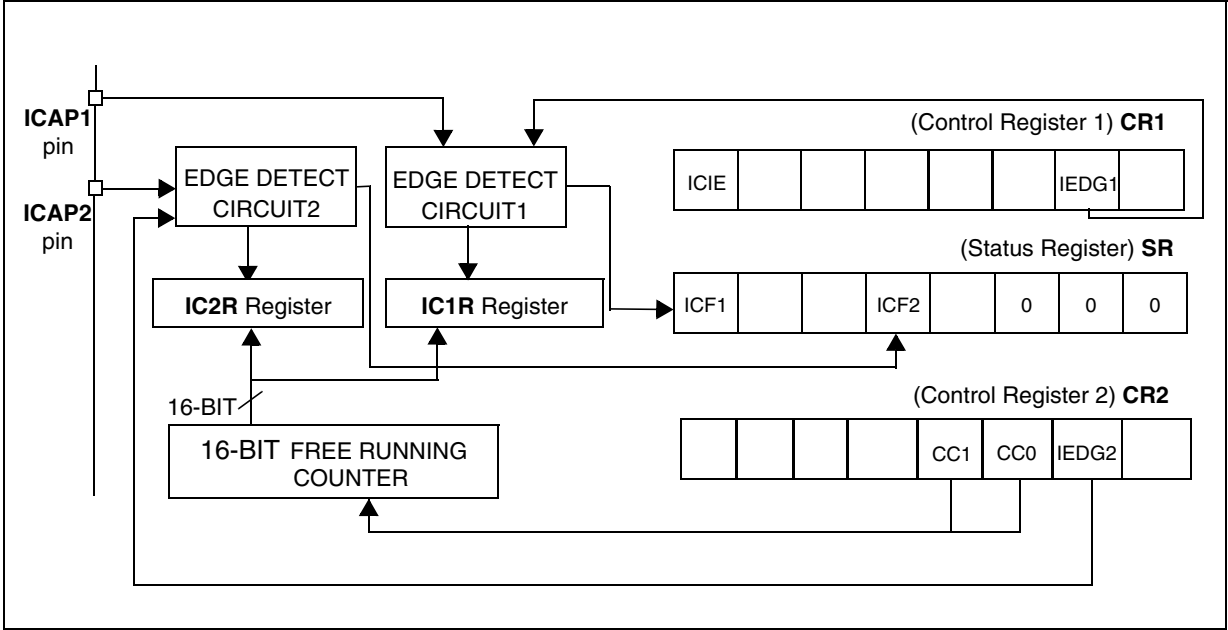 ICAP1
pin
ICAP2
pin
EDGE DETECT
CIRCUIT2
EDGE DETECT
CIRCUIT1
IC2R Register
IC1R Register
16-BIT
16-BIT FREE RUNNING
COUNTER
(Control Register 1) CR1
ICIE IEDG1
(Status Register) SR
ICF1 ICF2 0 0 0
(Control Register 2) CR2
CC1 CC0 IEDG2